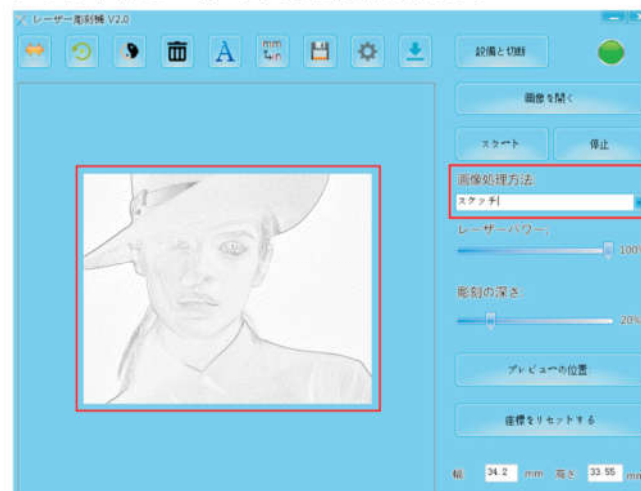 レーザー彫刻機 V2.0
A mm in
設備と切断
画像を開く
スタート 停止
画像処理方法:
スケッチ
レーザーパワー:
100%
彫刻の深さ
20%
プレビューの位置
座標をリセットする
幅 34.2 mm 高さ 33.55 mm